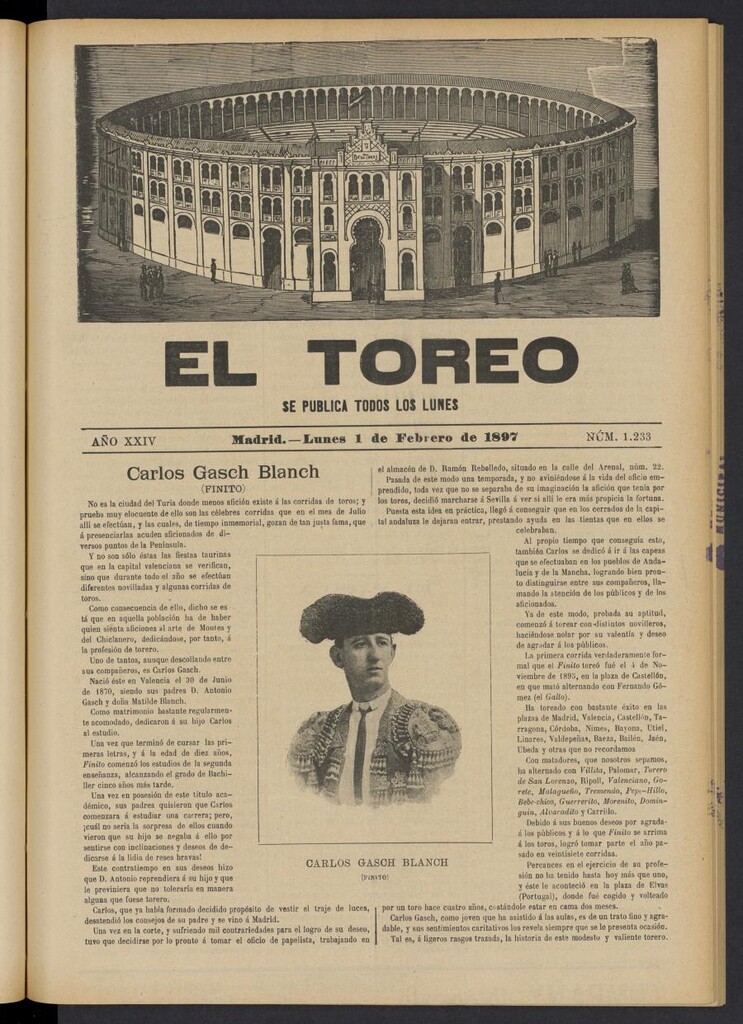 EL TOREO
SE PUBLICA TODOS LOS LUNES
AÑO XXIV
Madrid.—Lunes 1 de Febrero de 1897
NÚM. 1.233
Carlos Gasch Blanch
(FINITO)
No es la ciudad del Turia donde menos afición existe á las corridas de toros; y
prueba muy elocuente de ello son las célebres corridas que en el mes de Julio
allí se efectúan, y las cuales, de tiempo inmemorial, gozan de tan justa fama, que
á presenciarlas acuden aficionados de di-
versos puntos de la Península.
Y no son sólo éstas las fiestas taurinas
que en la capital valenciana se verifican,
sino que durante todo el año se efectúan
diferentes novilladas y algunas corridas de
toros.
Como consecuencia de ello, dicho se es-
tá que en aquella población ha de haber
quien sienta aficiones al arte de Montes y
del Chiclanero, dedicándose, por tanto, á
la profesión de torero.
Uno de tantos, aunque descollando entre
sus compañeros, es Carlos Gasch.
Nació éste en Valencia el 30 de Junio
de 1870, siendo sus padres D. Antonio
Gasch y doña Matilde Blanch.
Como matrimonio bastante regularmen-
te acomodado, dedicaron á su hijo Carlos
al estudio.
Una vez que terminó de cursar las pri-
meras letras, y á la edad de diez años,
Finito comenzó los estudios de la segunda
enseñanza, alcanzando el grado de Bachi-
ller cinco años más tarde.
Una vez en posesión de este título aca-
démico, sus padres quisieron que Carlos
comenzara á estudiar una carrera; pero,
¡cuál no sería la sorpresa de ellos cuando
vieron que su hijo se negaba á ello por
sentirse con inclinaciones y deseos de de-
dicarse á la lidia de reses bravas!
Este contratiempo en sus deseos hizo
que D. Antonio reprendiera á su hijo y que
le previniera que no toleraría en manera
alguna que fuese torero.
Carlos, que ya había formado decidido propósito de vestir el traje de luces,
desatendió los consejos de su padre y se vino á Madrid.
Una vez en la corte, y sufriendo mil contrariedades para el logro de su deseo,
tuvo que decidirse por lo pronto á tomar el oficio de papelista, trabajando en
CARLOS GASCH BLANCH
(FINITO)
el almacén de D. Ramón Rebolledo, situado en la calle del Arenal, núm. 22.
Pasada de este modo una temporada, y no aviniéndose á la vida del oficio em-
prendido, toda vez que no se separaba de su imaginación la afición que tenía por
los toros, decidió marcharse á Sevilla á ver si allí le era más propicia la fortuna.
Puesta esta idea en práctica, llegó á conseguir que en los cerrados de la capi-
tal andaluza le dejaran entrar, prestando ayuda en las tientas que en ellos se
celebraban.
Al propio tiempo que conseguía esto,
también Carlos se dedicó á ir á las capeas
que se efectuaban en los pueblos de Anda-
lucía y de la Mancha, logrando bien pron-
to distinguirse entre sus compañeros, lla-
mando la atención de los públicos y de los
aficionados.
Ya de este modo, probada su aptitud,
comenzó á torear con distintos novilleros,
haciéndose notar por su valentía y deseo
de agradar á los públicos.
La primera corrida verdaderamente for-
mal que el Finito toreó fué el 4 de No-
viembre de 1893, en la plaza de Castellón,
en que mató alternando con Fernando Gó-
mez (el Gallo).
Ha toreado con bastante éxito en las
plazas de Madrid, Valencia, Castellón, Ta-
rragona, Córdoba, Nimes, Bayona, Utiel,
Linares, Valdepeñas, Baeza, Bailén, Jaén,
Ubeda y otras que no recordamos
Con matadores, que nosotros sepamos,
ha alternado con Villita, Palomar, Torero
de San Lorenzo, Ripoll, Valenciano, Go-
rete, Malagueño, Tremendo, Pepe-Hillo,
Bebe-chico, Guerrerito, Morenito, Domin-
guín, Alvaradito y Carrillo.
Debido á sus buenos deseos por agrada-
á los públicos y á lo que Finito se arrima
á los toros, logró tomar parte el año pa-
sado en veintisiete corridas.
Percances en el ejercicio de su profe-
sión no ha tenido hasta hoy más que uno,
y éste le aconteció en la plaza de Elvas
(Portugal), donde fué cogido y volteado
por un toro hace cuatro años, costándole estar en cama dos meses.
Carlos Gasch, como joven que ha asistido á las aulas, es de un trato fino y agra-
dable, y sus sentimientos caritativos los revela siempre que se le presenta ocasión.
Tal es, á ligeros rasgos trazada, la historia de este modesto y valiente torero.
MUNICIPAL